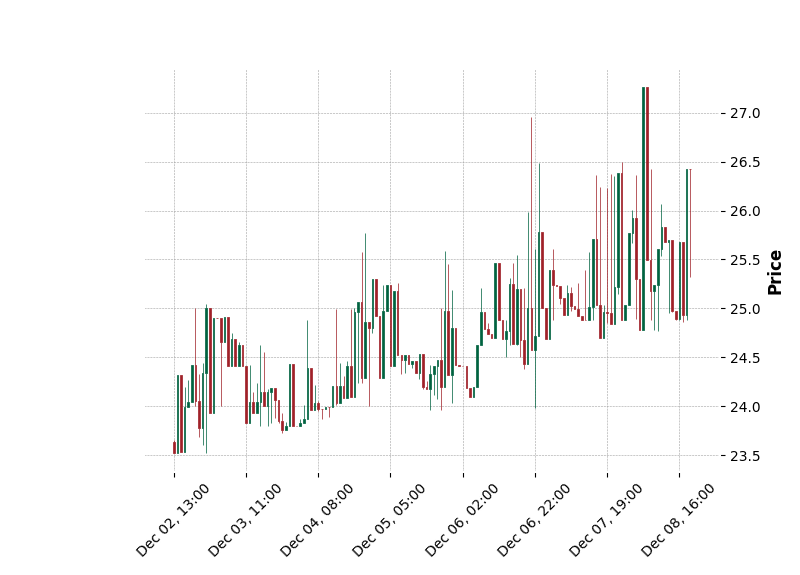 27.0
26.5
26.0
25.5
25.0
24.5
24.0
23.5
Price
Dec 02, 13:00
Dec 03, 11:00
Dec 04, 08:00
Dec 05, 05:00
Dec 06, 02:00
Dec 06, 22:00
Dec 07, 19:00
Dec 08, 16:00